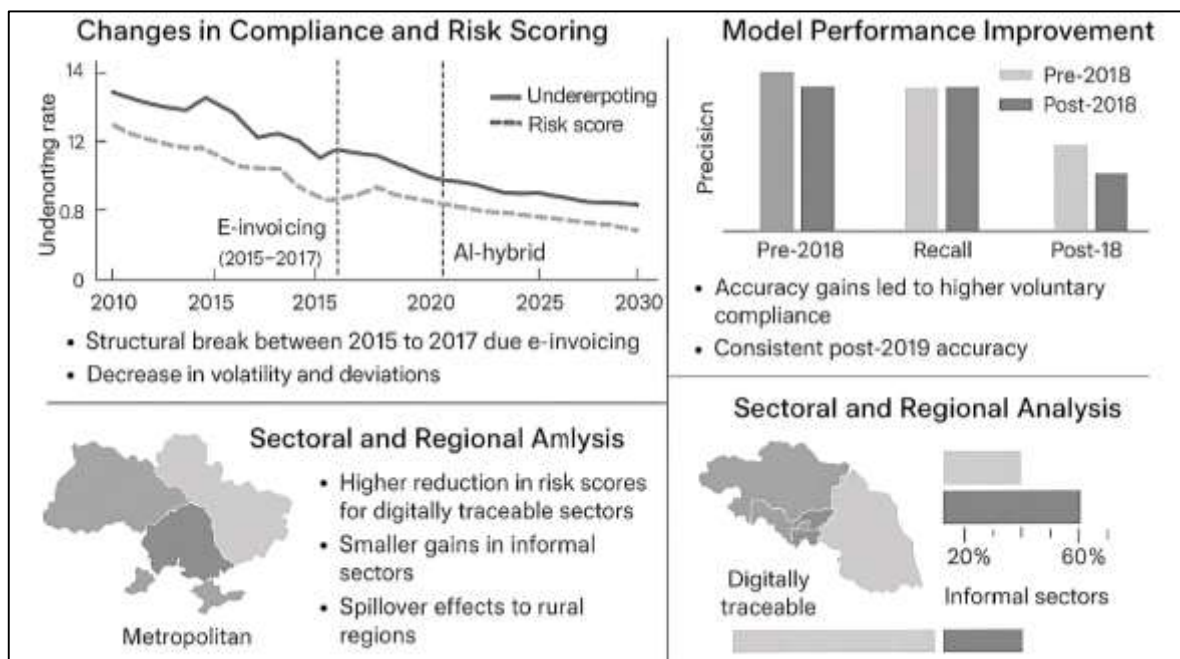 Changes in Compliance and Risk Scoring
14
12
0.8
0
Undenoritmg rate
Undererpoting
Risk score
E-invoicing
(2015–2017)
AI-hybrid
2010
2015
2015
2020
2025
2030
• Structural break between 2015 to 2017 due e-invoicing
• Decrease in volatility and deviations
Model Performance Improvement
Precision
Pre-2018
Post-2018
Pre-2018
Recall
Post-18
• Accuracy gains led to higher voluntary
compliance
• Consistent post-2019 accuracy
Sectoral and Regional Amlysis
• Higher reduction in risk scores
for digitally traceable sectors
• Smaller gains in informal
sectors
• Spillover effects to rural
regions
Metropolitan
Sectoral and Regional Analysis
20%
60%
Digitally
traceable
Informal sectors